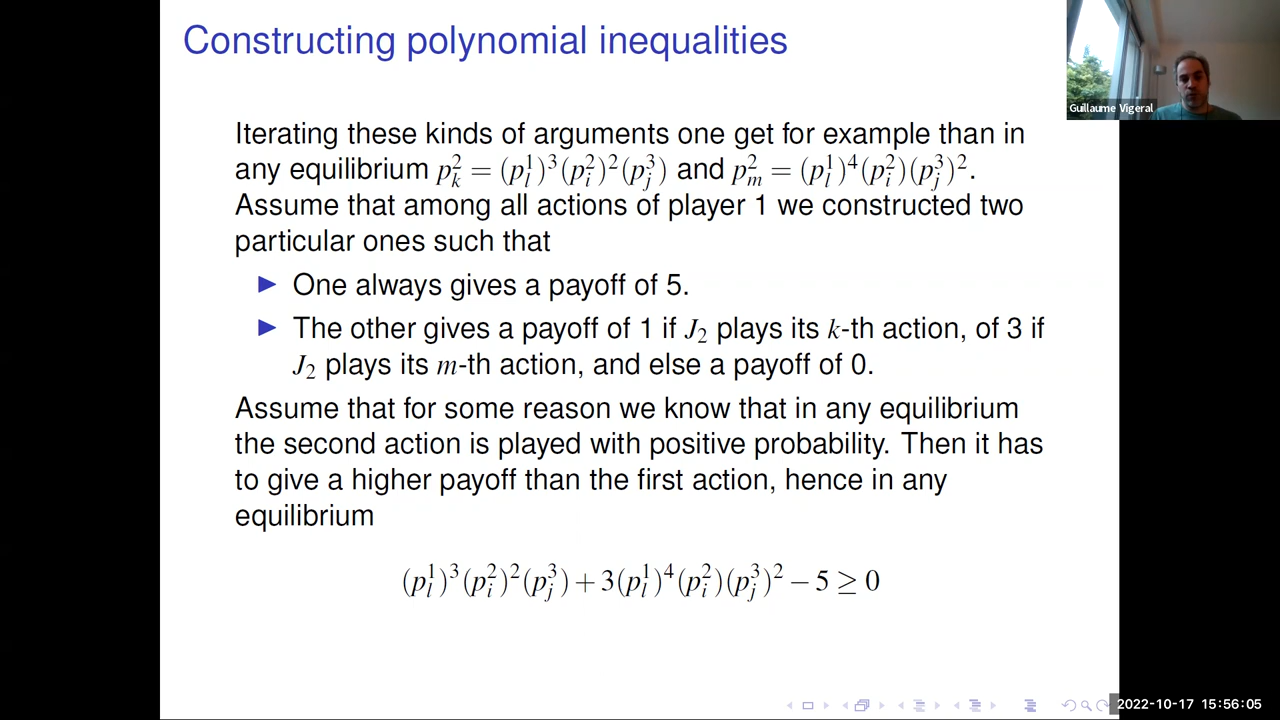 Constructing polynomial inequalities
Guillaume Vigeral
Iterating these kinds of arguments one get for example than in
any equilibrium $p_k^2 = (p_l^1)^3(p_i^2)^2(p_j^3)$ and $p_m^2 = (p_l^1)^4(p_i^2)(p_j^3)^2$.
Assume that among all actions of player 1 we constructed two
particular ones such that
▶ One always gives a payoff of 5.
▶ The other gives a payoff of 1 if $J_2$ plays its $k$-th action, of 3 if
$J_2$ plays its $m$-th action, and else a payoff of 0.
Assume that for some reason we know that in any equilibrium
the second action is played with positive probability. Then it has
to give a higher payoff than the first action, hence in any
equilibrium
$(p_l^1)^3(p_i^2)^2(p_j^3) + 3(p_l^1)^4(p_i^2)(p_j^3)^2 - 5 \geq 0$
2022-10-17 15:56:05